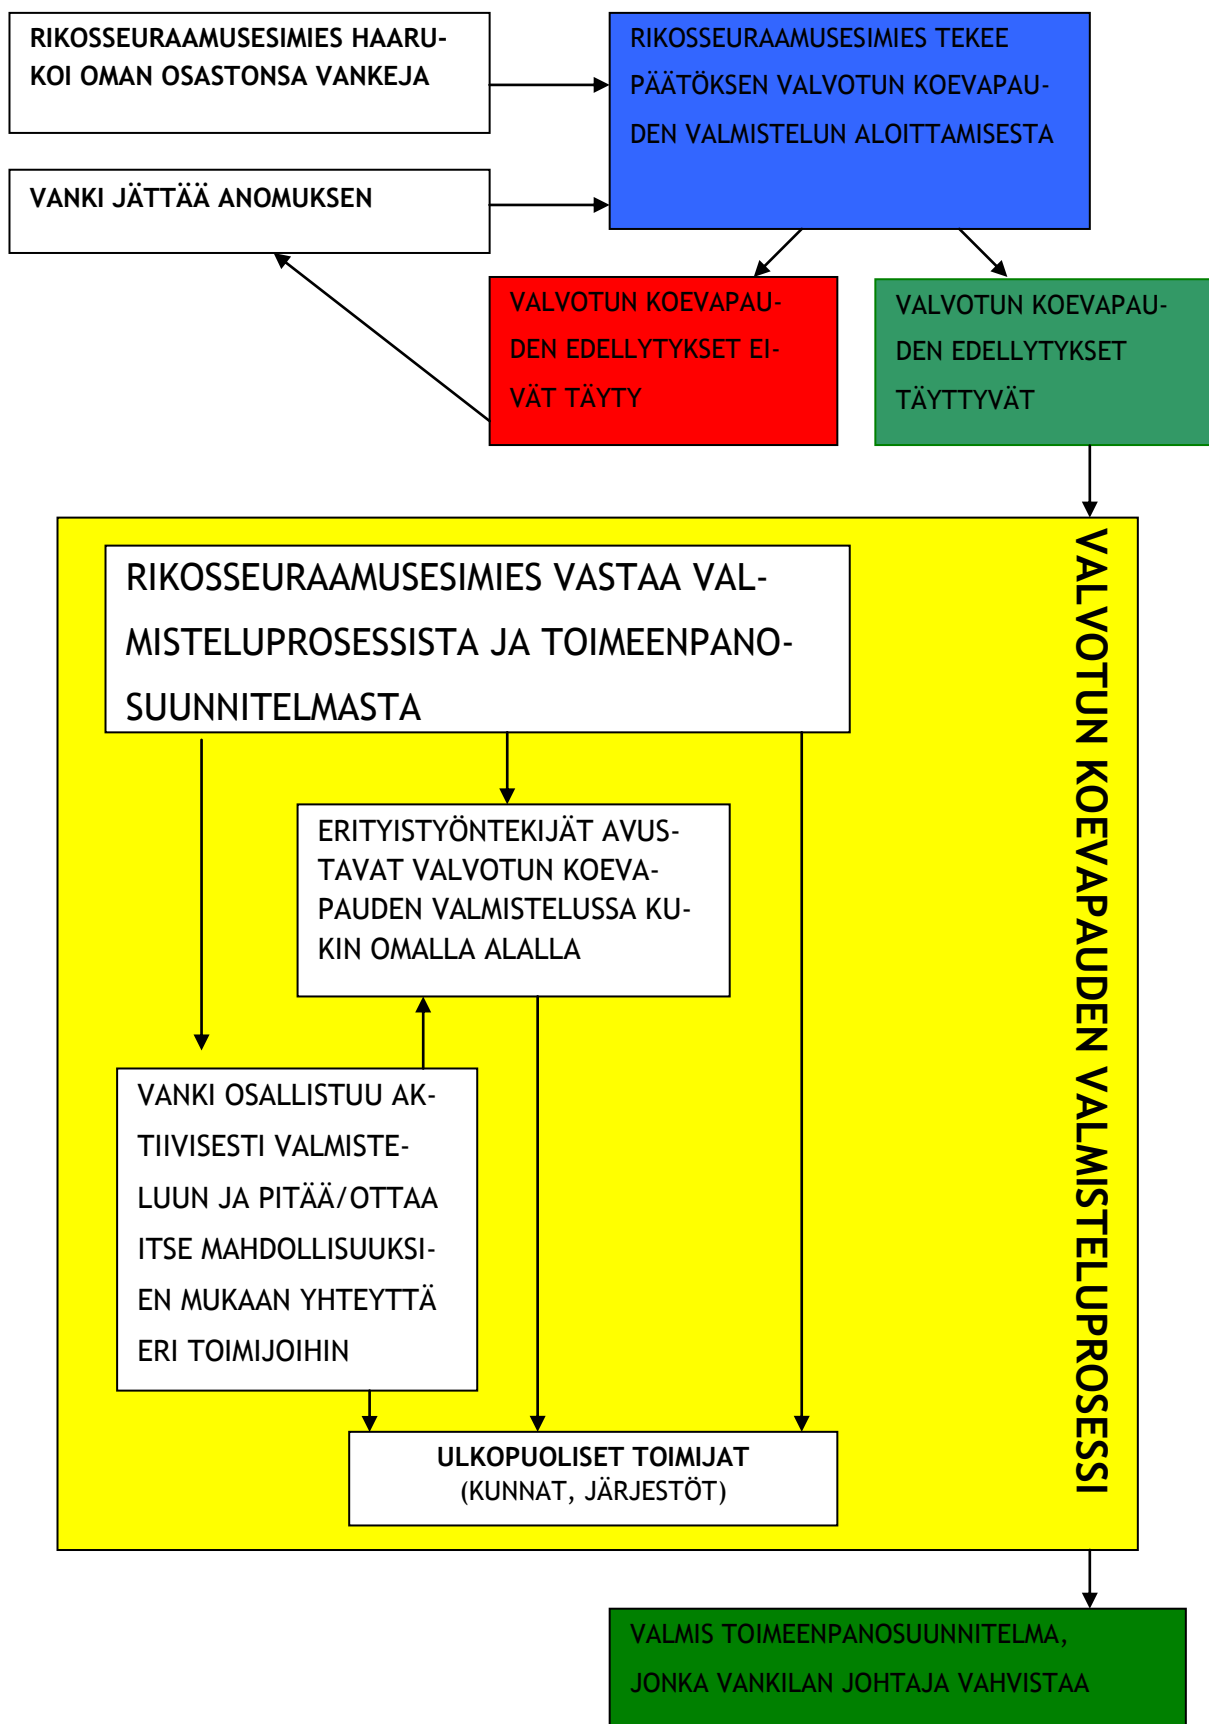 RIKOSSEURAAMUSESIMIES HAARU-
KOI OMAN OSASTONSA VANKEJA
RIKOSSEURAAMUSESIMIES TEKEE
PÄÄTÖKSEN VALVOTUN KOEVAPAU-
DEN VALMISTELUN ALOITTAMISESTA
VANKI JÄTTÄÄ ANOMUKSEN
VALVOTUN KOEVAPAU-
DEN EDELLYTYKSET EI-
VÄT TÄYTY
VALVOTUN KOEVAPAU-
DEN EDELLYTYKSET
TÄYTTYVÄT
VALVOTUN KOEVAPAUDEN VALMISTELUPROSESSI
RIKOSSEURAAMUSESIMIES VASTAA VAL-
MISTELUPROSESSISTA JA TOIMEENPANO-
SUUNNITELMASTA
ERITYISTYÖNTEKIJÄT AVUS-
TAVAT VALVOTUN KOEVA-
PAUDEN VALMISTELUSSA KU-
KIN OMALLA ALALLA
VANKI OSALLISTUU AK-
TIIVISESTI VALMISTE-
LUUN JA PITÄÄ/OTTAA
ITSE MAHDOLLISUUKSI-
EN MUKAAN YHTEYTTÄ
ERI TOIMIJOIHIN
ULKOPUOLISET TOIMIJAT
(KUNNAT, JÄRJESTÖT)
VALMIS TOIMEENPANOSUUNNITELMA,
JONKA VANKILAN JOHTAJA VAHVISTAA